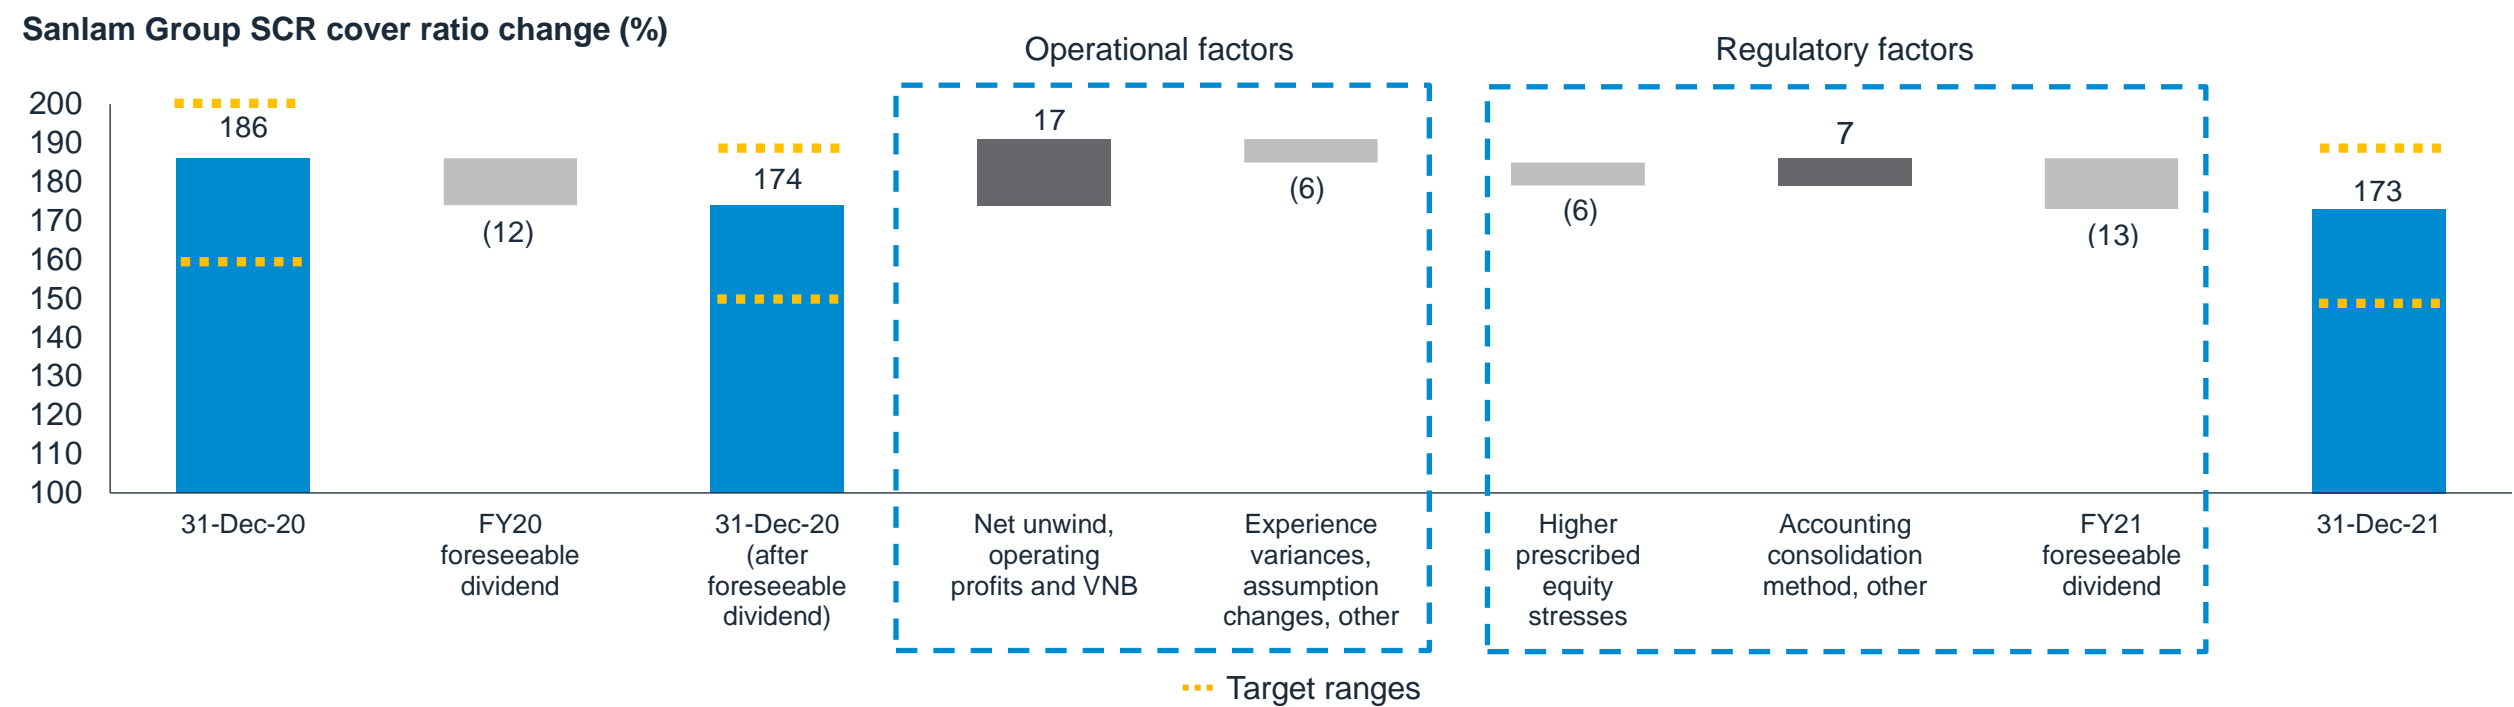 Sanlam Group SCR cover ratio change (%)
Operational factors
Regulatory factors
200
190
180
170
160
150
140
130
120
110
100
186
(12)
174
17
(6)
(6)
7
(13)
173
31-Dec-20
FY20
foreseeable
dividend
31-Dec-20
(after
foreseeable
dividend)
Net unwind,
operating
profits and VNB
Experience
variances,
assumption
changes, other
Higher
prescribed
equity
stresses
Accounting
consolidation
method, other
FY21
foreseeable
dividend
31-Dec-21
Target ranges